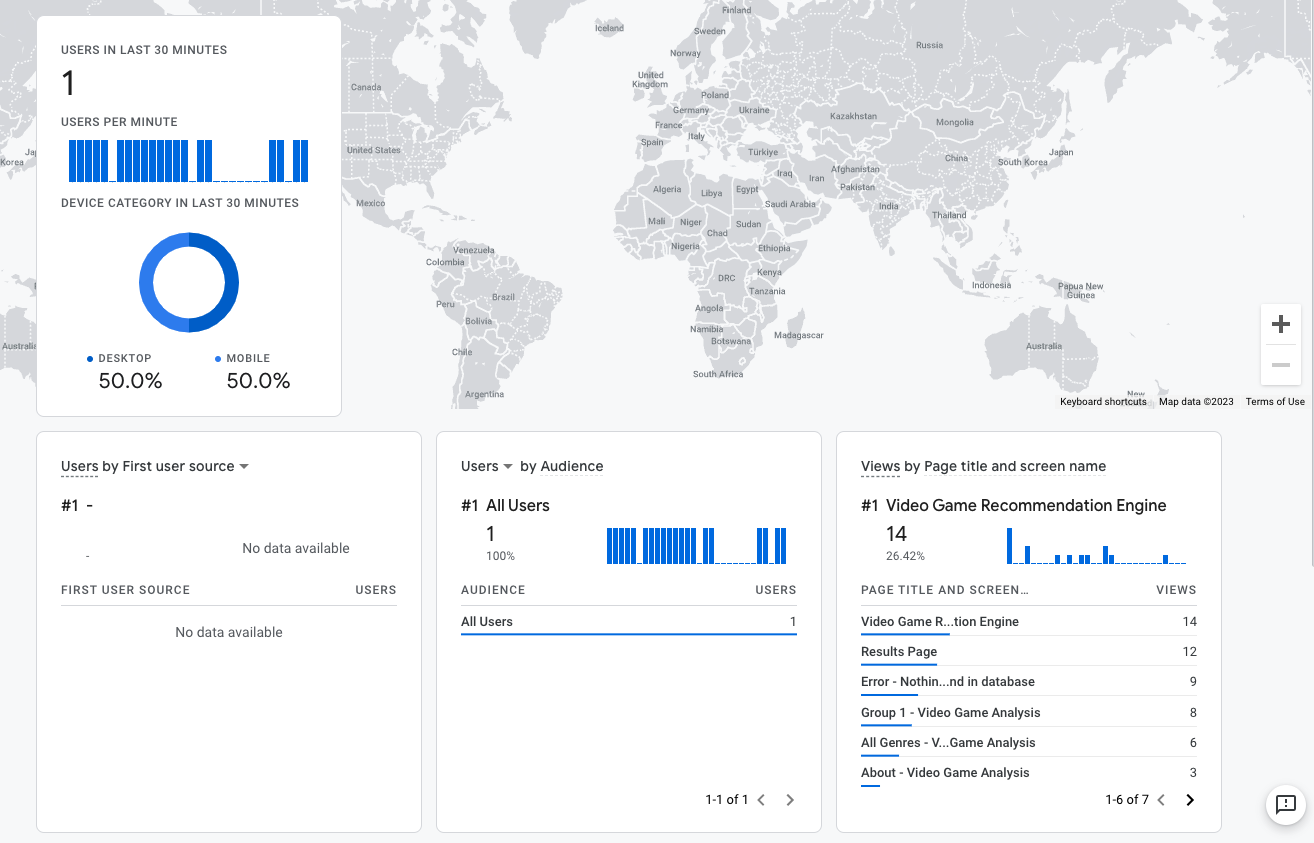 USERS IN LAST 30 MINUTES
1
USERS PER MINUTE
DEVICE CATEGORY IN LAST 30 MINUTES
DESKTOP
50.0%
MOBILE
50.0%
Finland
Iceland
Sweden
Russia
Norway
United
Kingdom
Canada
Poland
Germany
Ukraine
Kazakhstan
France
Mongolia
Italy
Spain
United States
Türkiye
Japan
China
South Korea
Korea
Iraq
Iran
Afghanistan
Pakistan
Algeria
Libya
Egypt
Mexico
Saudi Arabia
India
Mali
Niger
Sudan
Thailand
Chad
Nigeria
Ethiopia
Venezuela
Colombia
DRC
Kenya
Tanzania
Indonesia
Papua New
Guinea
Brazil
Peru
Angola
Bolivia
Namibia
Botswana
Madagascar
Australia
Chile
South Africa
Argentina
New
Keyboard shortcuts
Map data ©2023
Terms of Use
Users by First user source
#1 -
-
No data available
FIRST USER SOURCE
USERS
No data available
Users by Audience
#1 All Users
1
100%
AUDIENCE
USERS
All Users
1
1-1 of 1
Views by Page title and screen name
#1 Video Game Recommendation Engine
14
26.42%
PAGE TITLE AND SCREEN…
VIEWS
Video Game R...tion Engine 14
Results Page 12
Error - Nothin...nd in database 9
Group 1 - Video Game Analysis 8
All Genres - V...Game Analysis 6
About - Video Game Analysis 3
1-6 of 7